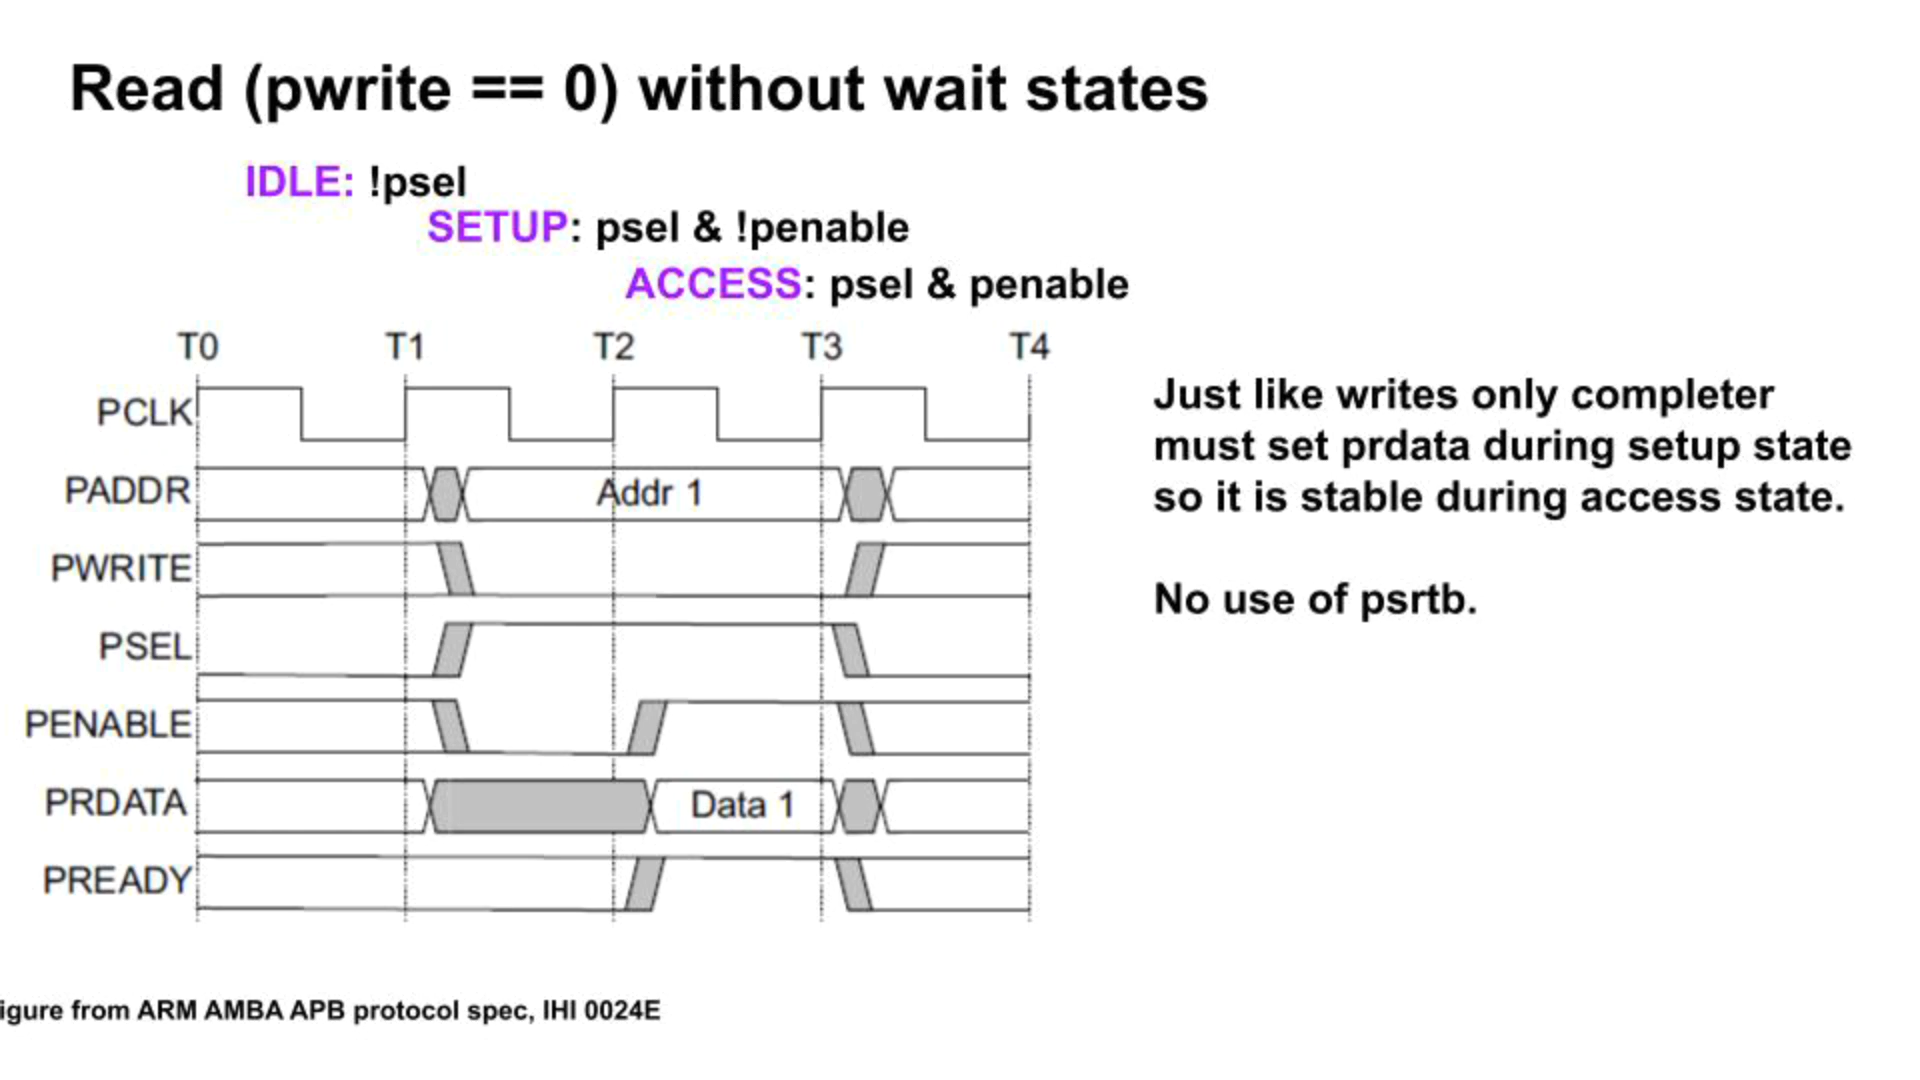 Read (pwrite == 0) without wait states
IDLE: !psel
SETUP: psel & !penable
ACCESS: psel & penable
T0 T1 T2 T3 T4
PCLK
PADDR Addr 1
PWRITE
PSEL
PENABLE
PRDATA Data 1
PREADY
Just like writes only completer
must set prdata during setup state
so it is stable during access state.
No use of psrtb.
igure from ARM AMBA APB protocol spec, IHI 0024E